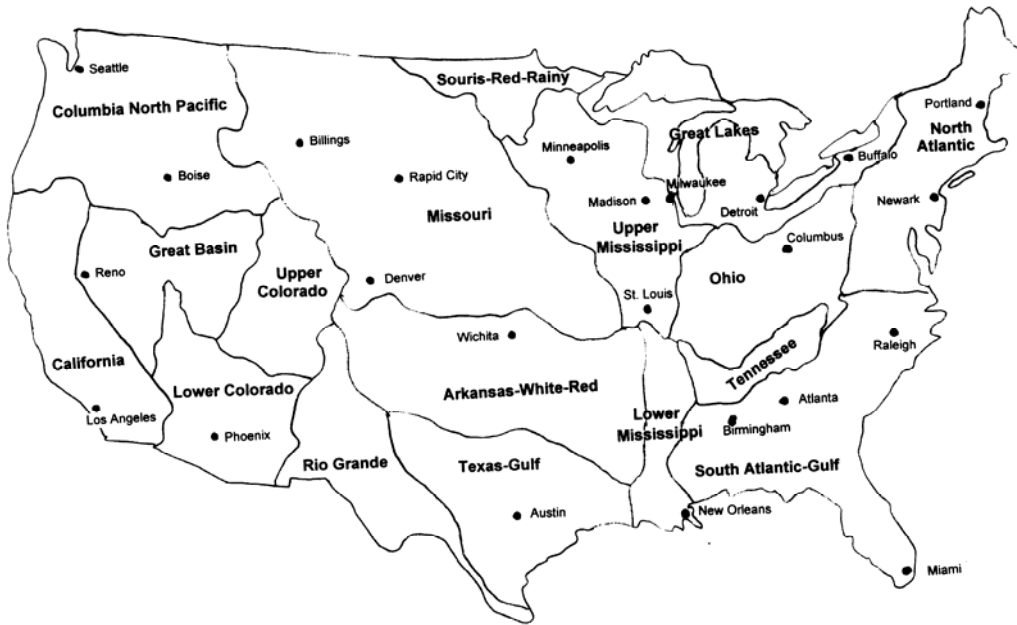 Seattle
Souris-Red-Rainy
Columbia North Pacific
Portland
Great Lakes
North
Atlantic
Billings
Minneapolis
Buffalo
Boise
Rapid City
Milwaukee
Madison
Detroit
Newark
Missouri
Upper
Mississippi
Columbus
Great Basin
Reno
Upper
Colorado
Denver
Ohio
St. Louis
Wichita
Raleigh
California
Tennessee
Lower Colorado
Arkansas-White-Red
Los Angeles
Atlanta
Lower
Mississippi
Birmingham
Phoenix
Rio Grande
Texas-Gulf
South Atlantic-Gulf
Austin
New Orleans
Miami